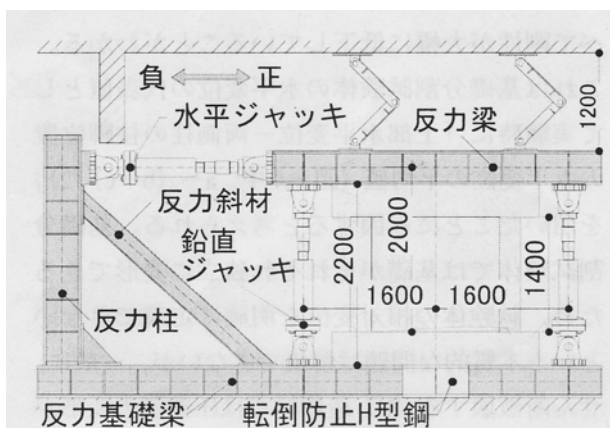 負 正
水平ジャッキ
反力梁
1200
反力斜材
鉛直
ジャッキ
2200
2000
1400
1600 1600
反力柱
反力基礎梁
転倒防止H型鋼